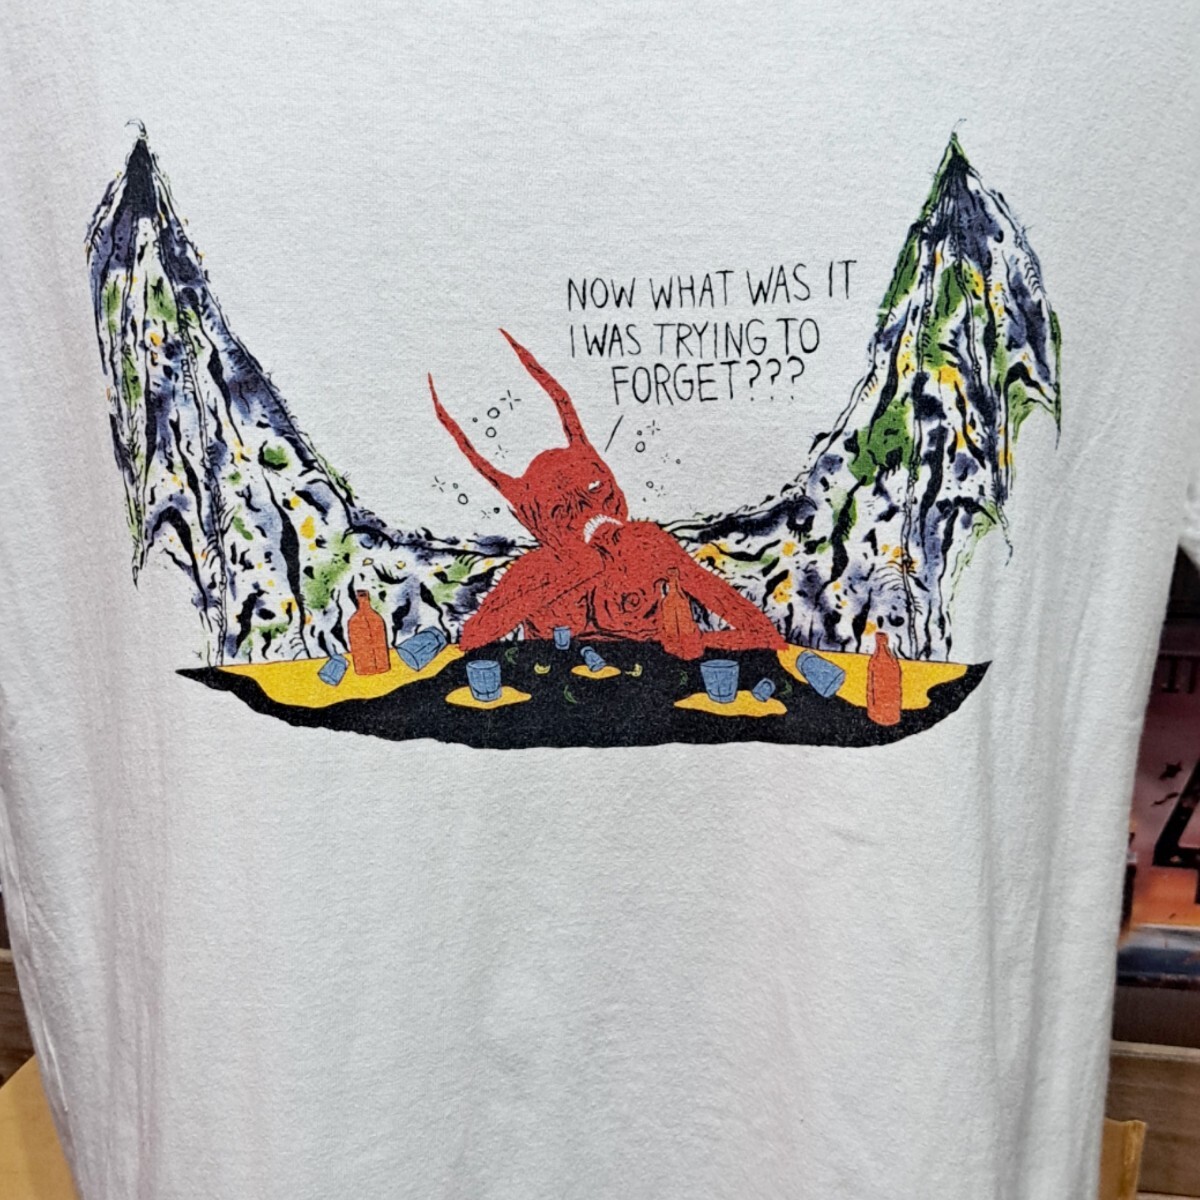 NOW WHAT WAS IT
I WAS TRYING TO
FORGET???